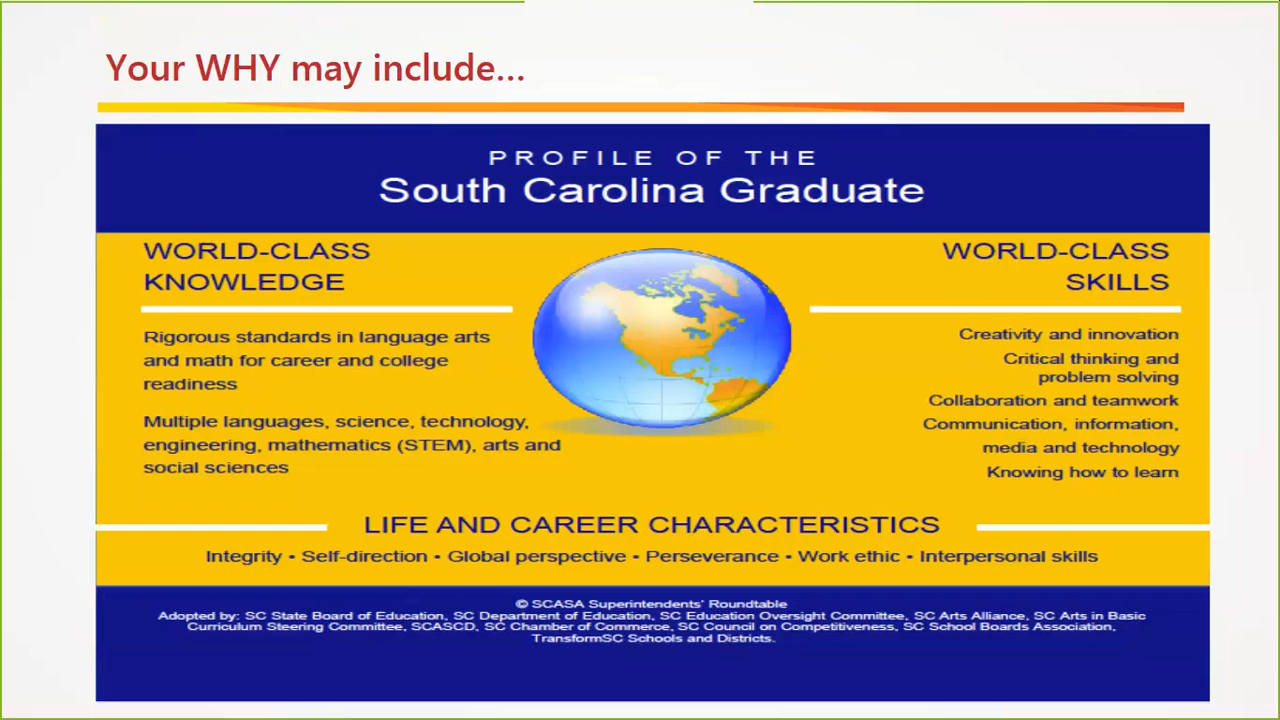 Your WHY may include...
PROFILE OF THE
South Carolina Graduate
WORLD-CLASS
KNOWLEDGE
Rigorous standards in language arts
and math for career and college
readiness
Multiple languages, science, technology,
engineering, mathematics (STEM), arts and
social sciences
WORLD-CLASS
SKILLS
Creativity and innovation
Critical thinking and
problem solving
Collaboration and teamwork
Communication, information,
media and technology
Knowing how to learn
LIFE AND CAREER CHARACTERISTICS
Integrity • Self-direction • Global perspective • Perseverance • Work ethic • Interpersonal skills
© SCASA Superintendents' Roundtable
Adopted by: SC State Board of Education, SC Department of Education, SC Education Oversight Committee, SC Arts Alliance, SC Arts in Basic
Curriculum Steering Committee, SCASCD, SC Chamber of Commerce, SC Council on Competitiveness, SC School Boards Association,
TransformSC Schools and Districts.